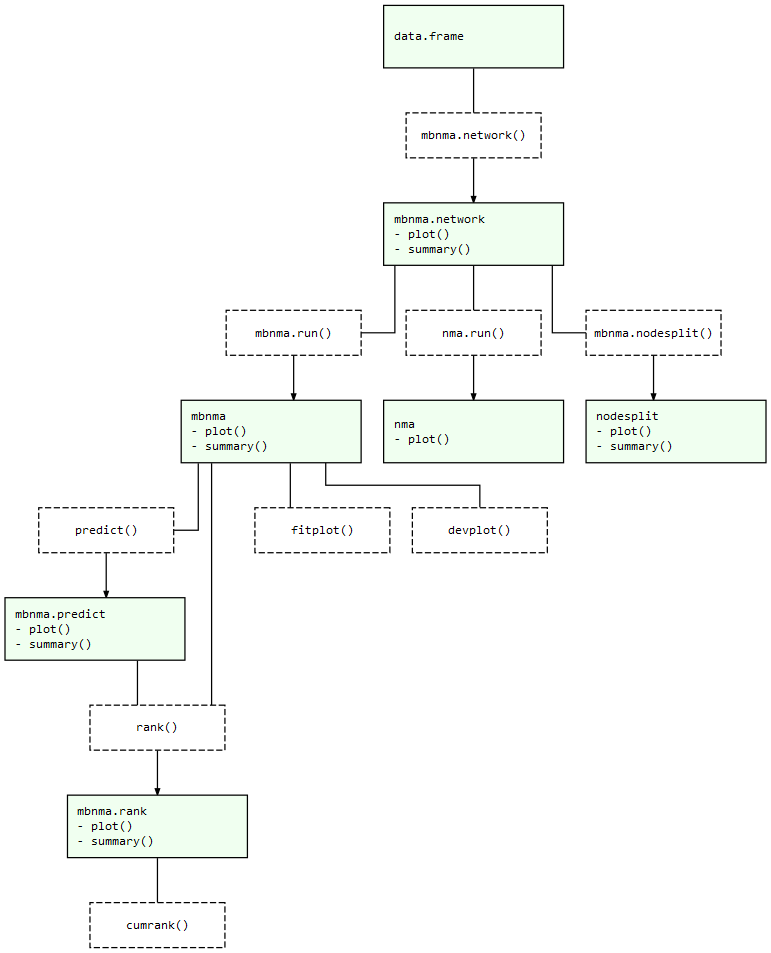 data.frame
mbnma.network()
mbnma.network
- plot()
- summary()
mbnma.run()
nma.run()
mbnma.nodesplit()
mbnma
- plot()
- summary()
nma
- plot()
nodesplit
- plot()
- summary()
predict()
fitplot()
devplot()
mbnma.predict
- plot()
- summary()
rank()
mbnma.rank
- plot()
- summary()
cumrank()